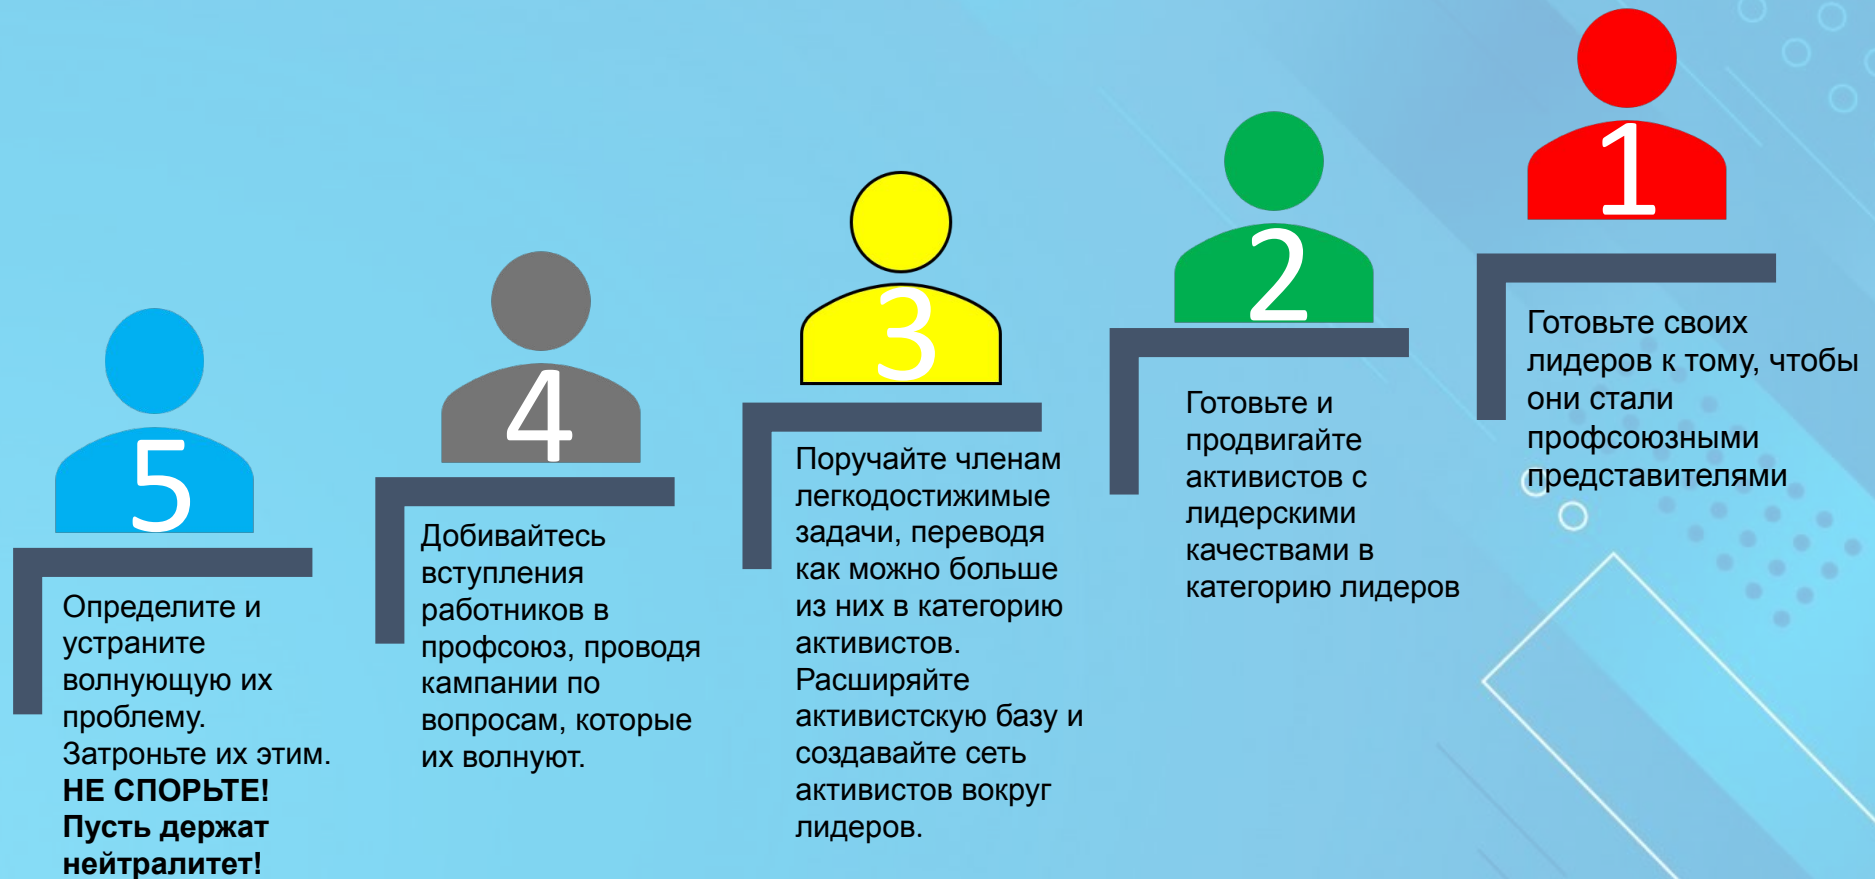 5
Определите и
устраните
волнующую их
проблему.
Затроньте их этим.
НЕ СПОРЬТЕ!
Пусть держат
нейтралитет!
4
Добивайтесь
вступления
работников в
профсоюз, проводя
кампании по
вопросам, которые
их волнуют.
3
Поручайте членам
легкодостижимые
задачи, переводя
как можно больше
из них в категорию
активистов.
Расширяйте
активистскую базу и
создавайте сеть
активистов вокруг
лидеров.
2
Готовьте и
продвигайте
активистов с
лидерскими
качествами в
категорию лидеров
1
Готовьте своих
лидеров к тому, чтобы
они стали
профсоюзными
представителями